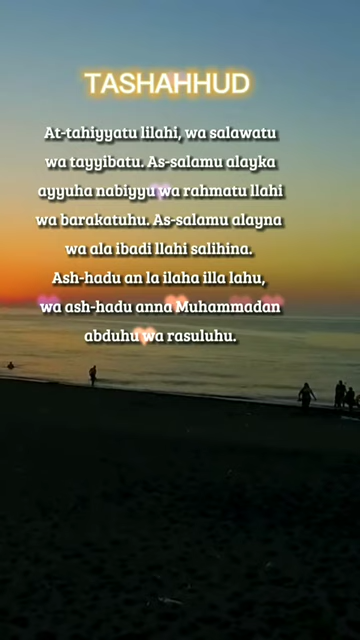 TASHAHHUD
At-tahiyyatu lilahi, wa salawatu
wa tayyibatu. As-salamu alayka
ayyuha nabiyyu wa rahmatu llahi
wa barakatuhu. As-salamu alayna
wa ala ibadi llahi salihina.
Ash-hadu an la ilaha illa lahu,
wa ash-hadu anna Muhammadan
abduhu wa rasuluhu.